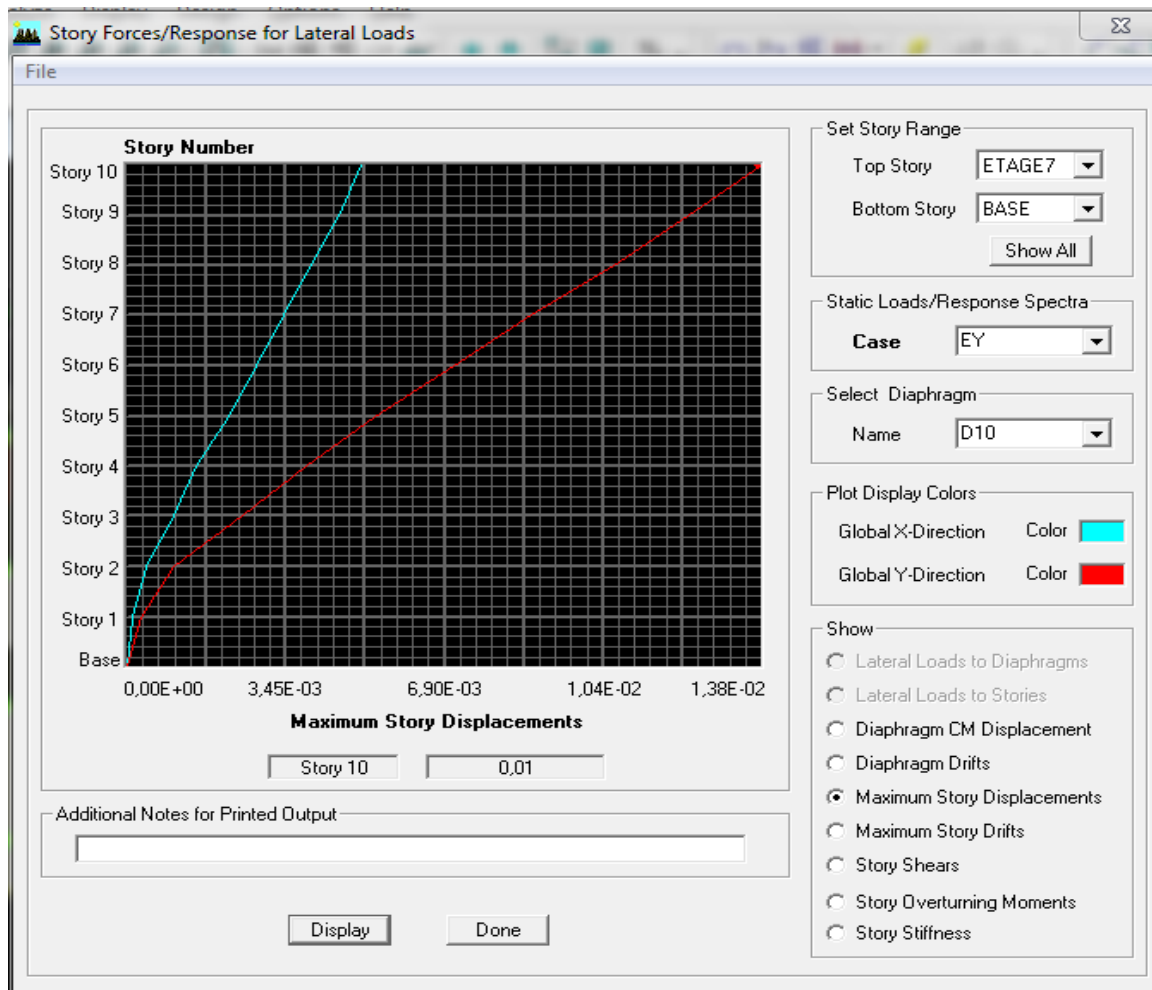 Story Forces/Response for Lateral Loads
File
Story Number
Story 10
Story 9
Story 8
Story 7
Story 6
Story 5
Story 4
Story 3
Story 2
Story 1
Base
0,00E+00 3,45E-03 6,90E-03 1,04E-02 1,38E-02
Maximum Story Displacements
Story 10 0,01
Additional Notes for Printed Output
Display Done
Set Story Range
Top Story ETAGE7
Bottom Story BASE
Show All
Static Loads/Response Spectra
Case EY
Select Diaphragm
Name D10
Plot Display Colors
Global X-Direction Color
Global Y-Direction Color
Show
Lateral Loads to Diaphragms
Lateral Loads to Stories
Diaphragm CM Displacement
Diaphragm Drifts
Maximum Story Displacements
Maximum Story Drifts
Story Shears
Story Overturning Moments
Story Stiffness